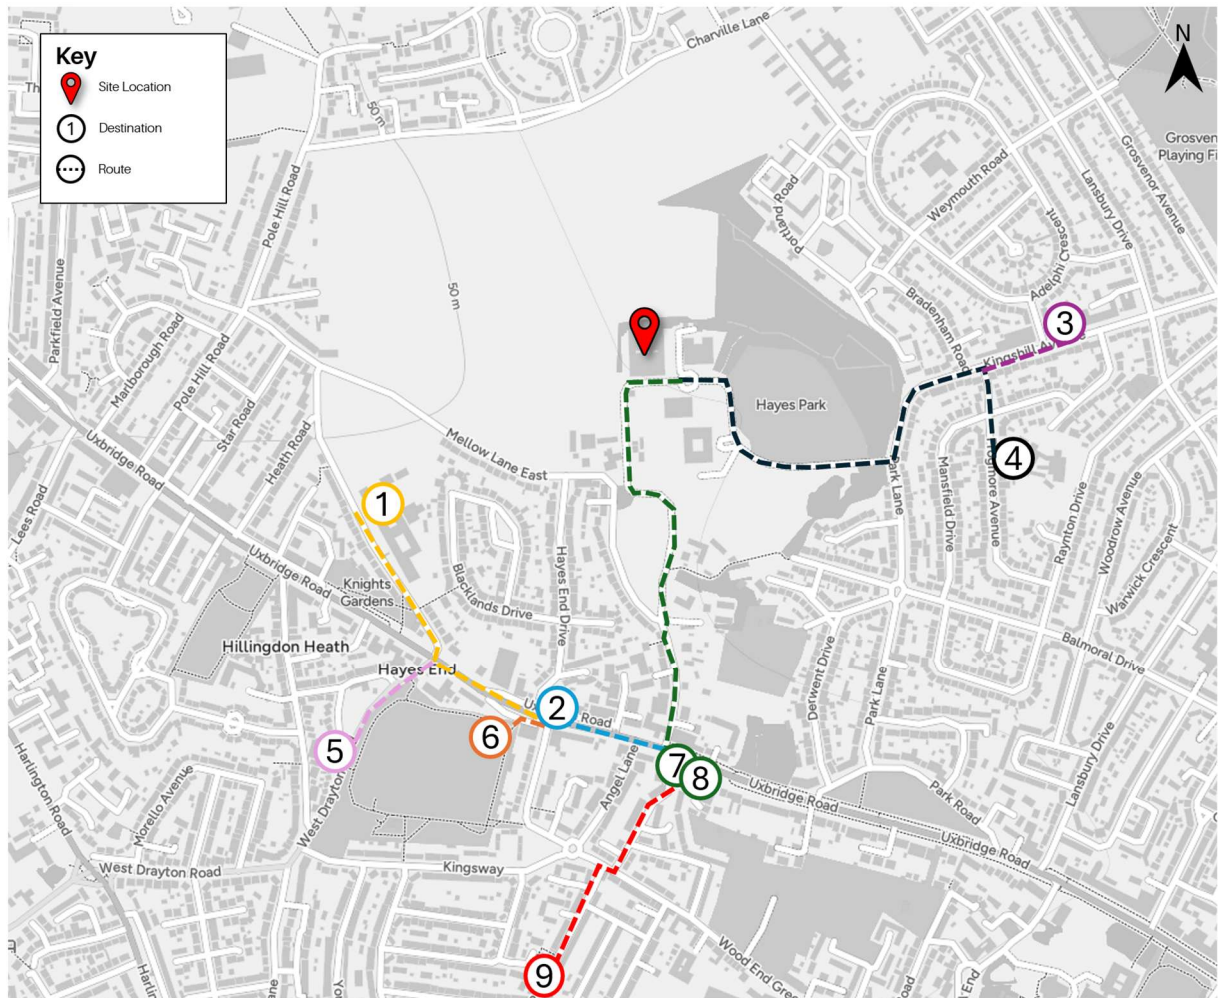 Key
Site Location
1
Destination
Route
N
Charville Lane
50 m
Pole Hill Road
Grosvenor Avenue
Playing Fi
Weymouth Road
Lansbury Drive
Portland Road
Adelphi Crescent
50 m
Parkfield Avenue
Bradenham Road
3
Marlborough Road
Pole Hill Road
Star Road
Heath Road
Hayes Park
Mellow Lane East
Uxbridge Road
Lees Road
1
4
Park Lane
Mansfield Drive
Raynton Drive
Woodrow Avenue
Warwick Crescent
Uxbridge Road
Knights
Gardens
Blacklands Drive
Hayes End Drive
Hillingdon Heath
Hayes End
Balmoral Drive
Derwent Drive
Park Lane
2
Road
6
5
7
8
Angel Lane
Uxbridge Road
Park Road
Lansbury Drive
Uxbridge Road
Harlington Road
Morello Avenue
West Drayton
West Drayton Road
Kingsway
Wood End Gre
9
Road